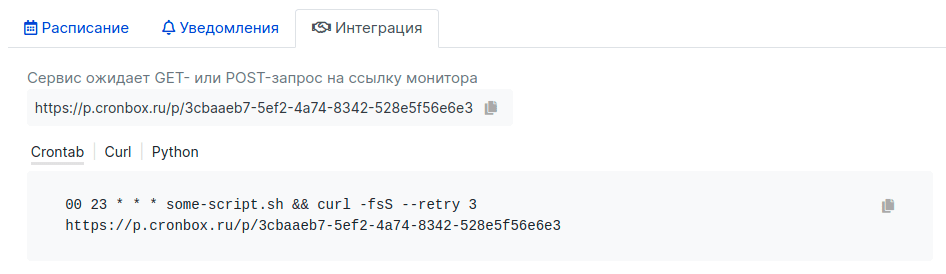 Расписание Уведомления Интеграция
Сервис ожидает GET- или POST-запрос на ссылку монитора
https://p.cronbox.ru/p/3cbaaeb7-5ef2-4a74-8342-528e5f56e6e3
Crontab Curl Python
00 23 * * * some-script.sh && curl -fsS --retry 3
https://p.cronbox.ru/p/3cbaaeb7-5ef2-4a74-8342-528e5f56e6e3